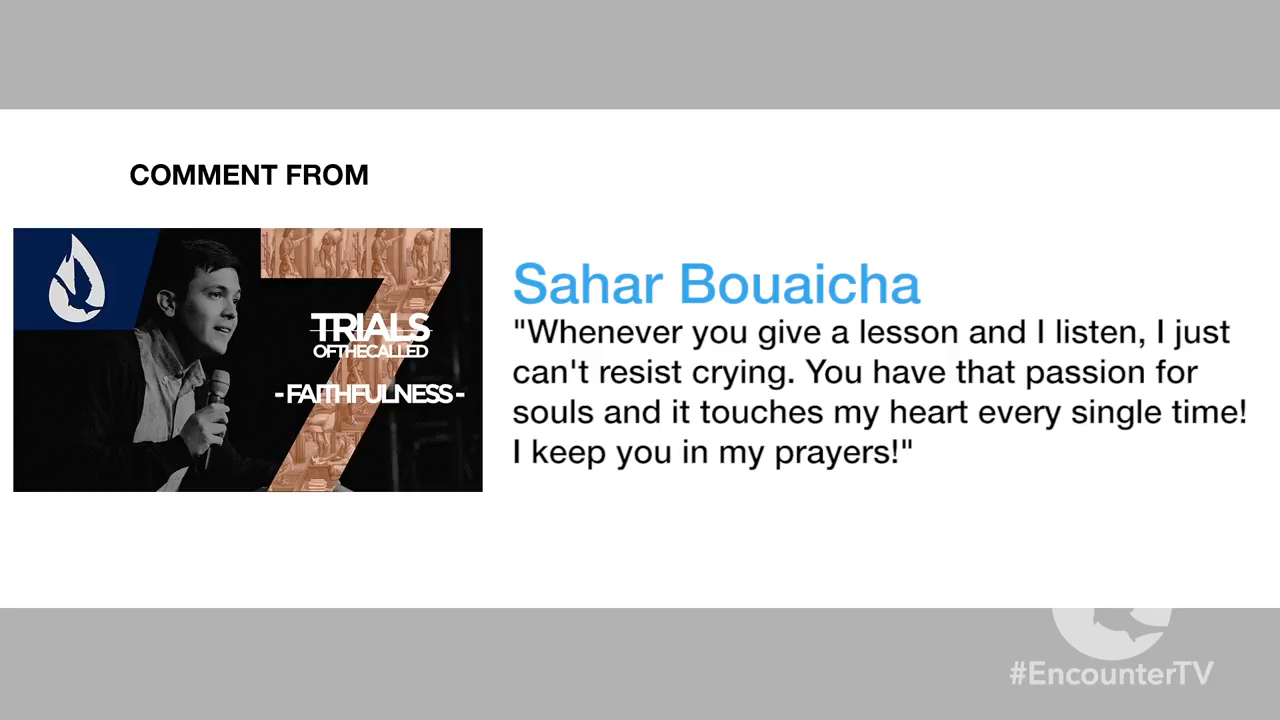 COMMENT FROM
7
TRIALS
OFTHECALLED
-FAITHFULNESS-
Sahar Bouaicha
"Whenever you give a lesson and I listen, I just
can't resist crying. You have that passion for
souls and it touches my heart every single time!
I keep you in my prayers!"
#EncounterTV